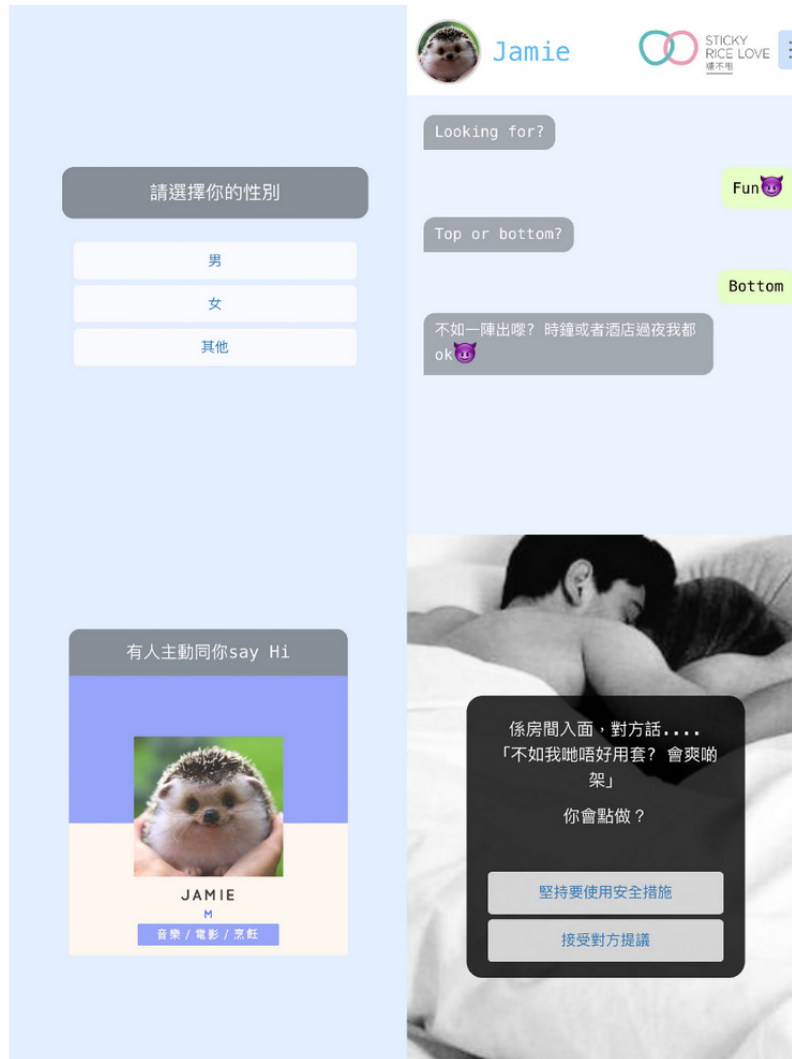 請選擇你的性別
男
女
其他
有人主動同你say Hi
JAMIE
M
音樂 / 電影 / 烹飪
Jamie
STICKY
RICE LOVE
糯不甩
Looking for?
Fun😈
Top or bottom?
Bottom
不如一陣出嚟? 時鐘或者酒店過夜我都
ok😈
係房間入面，對方話....
「不如我哋唔好用套? 會爽啲
架」
你會點做？
堅持要使用安全措施
接受對方提議